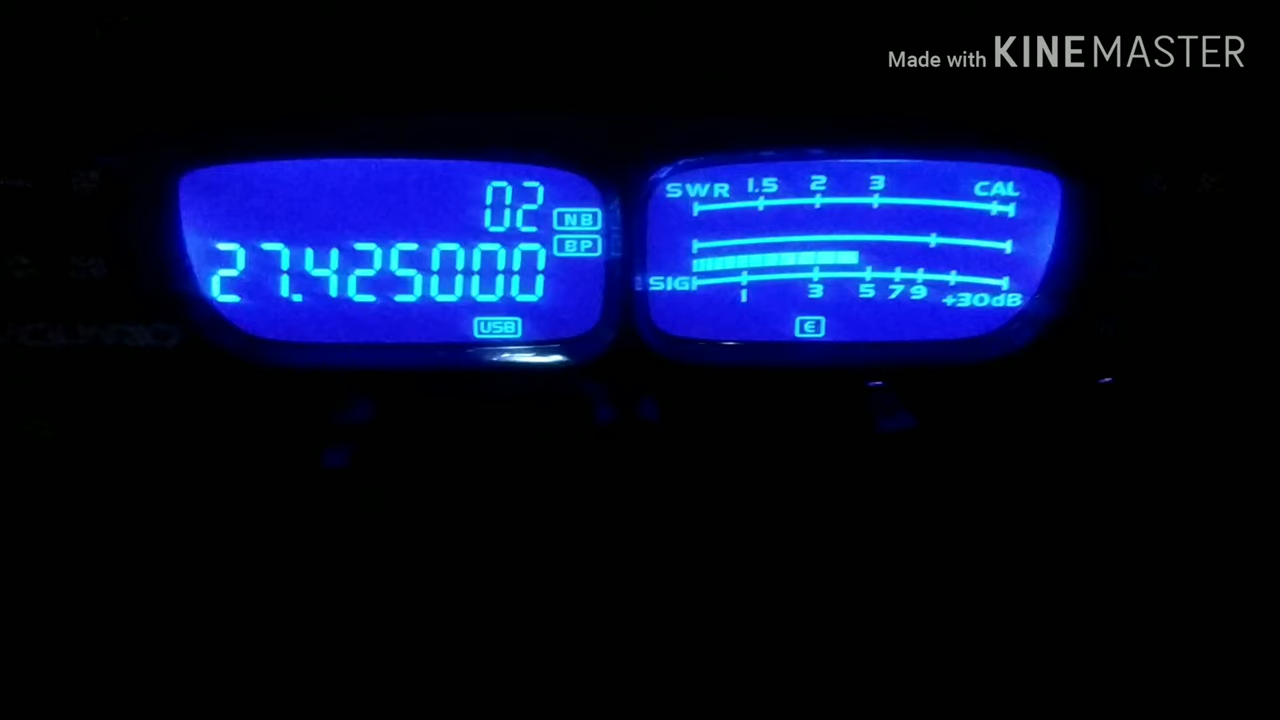 Made with KINEMASTER
02
NB
BP
27.425000
USB
SWR 1.5 2 3 CAL
SIG 1 3 5 7 9 +30dB
E